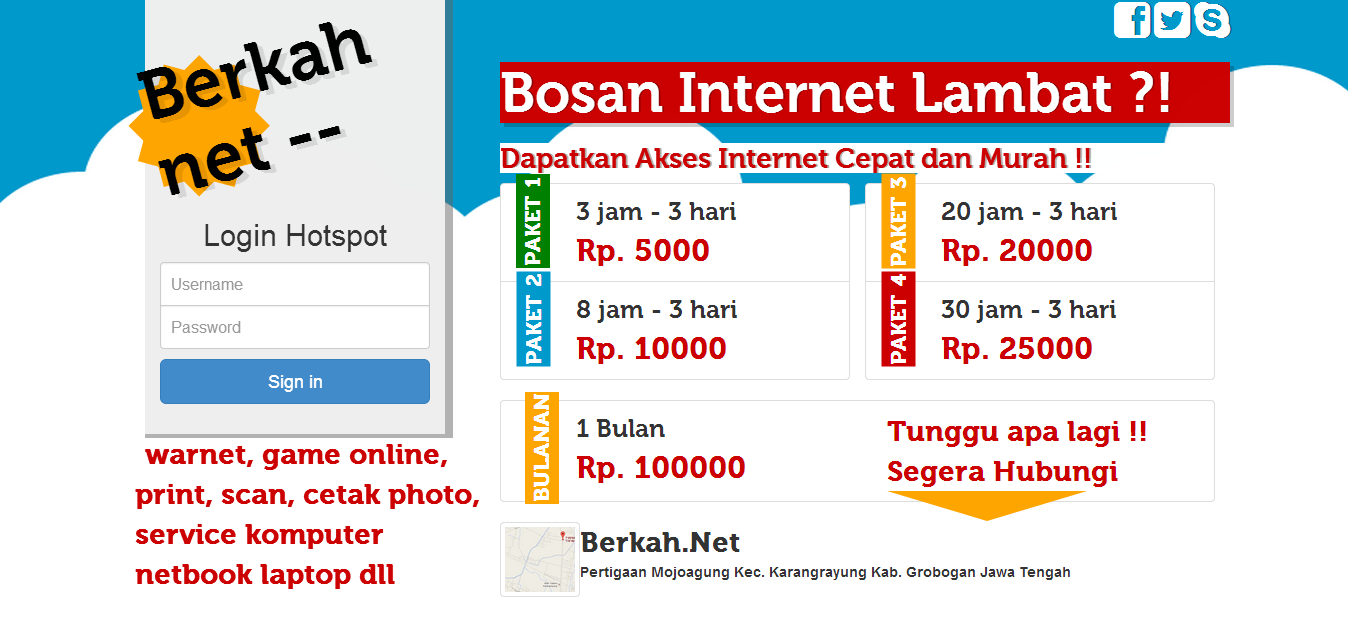 Berkah
net --
Login Hotspot
Username
Password
Sign in
warnet, game online,
print, scan, cetak photo,
service komputer
netbook laptop dll
Bosan Internet Lambat ?!
Dapatkan Akses Internet Cepat dan Murah !!
PAKET 1
3 jam - 3 hari
Rp. 5000
PAKET 2
8 jam - 3 hari
Rp. 10000
PAKET 3
20 jam - 3 hari
Rp. 20000
PAKET 4
30 jam - 3 hari
Rp. 25000
BULANAN
1 Bulan
Rp. 100000
Tunggu apa lagi !!
Segera Hubungi
Berkah.Net
Pertigaan Mojoagung Kec. Karangrayung Kab. Grobogan Jawa Tengah